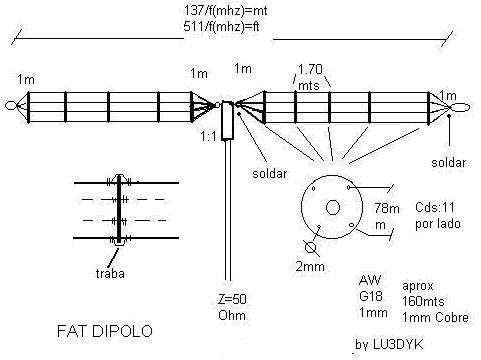 137/f(mhz)=mt
511/f(mhz)=ft
1m
1m
1m
1.70
mts
1m
1:1
soldar
soldar
78m
m
Cds:11
por lado
2mm
traba
Z=50
Ohm
AW
G18
1mm
aprox
160mts
1mm Cobre
FAT DIPOLO
by LU3DYK